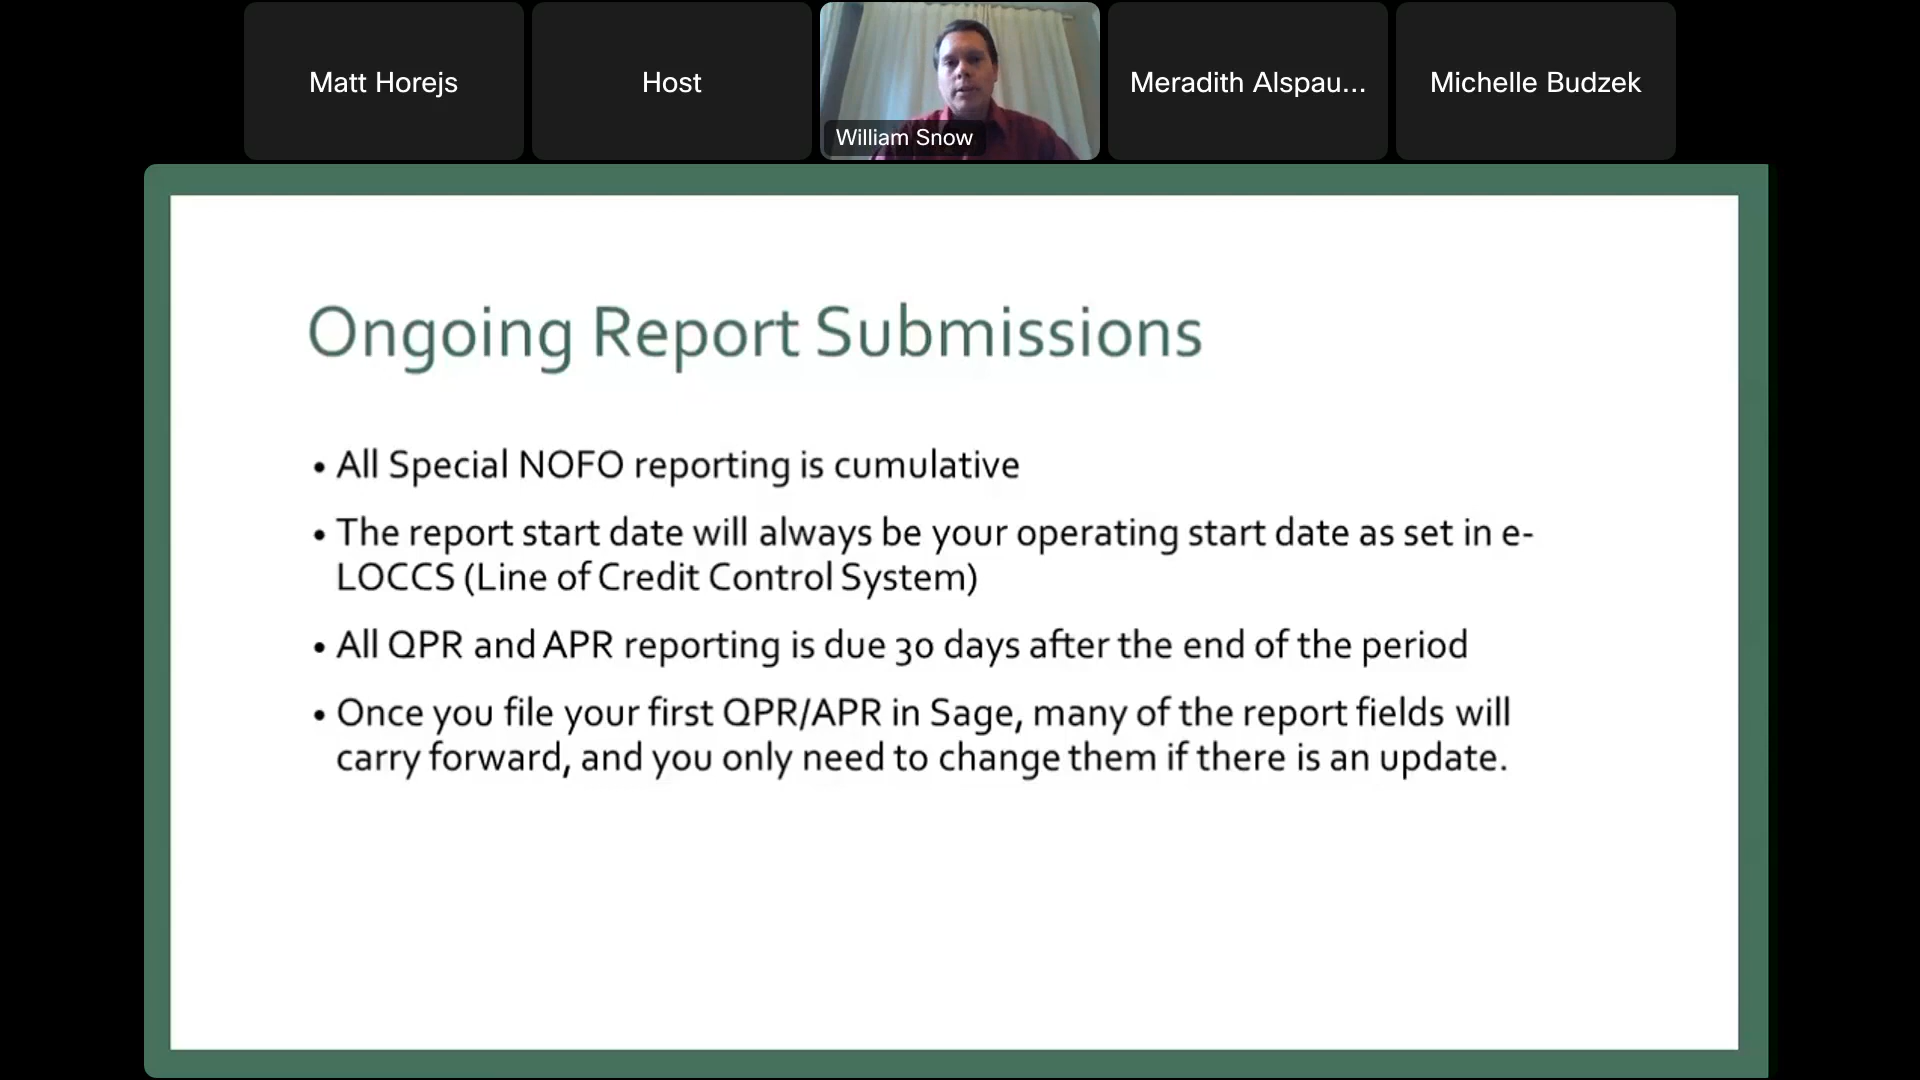 Matt Horejs
Host
William Snow
Meradith Alspau...
Michelle Budzek
Ongoing Report Submissions
• All Special NOFO reporting is cumulative
• The report start date will always be your operating start date as set in e-
LOCCS (Line of Credit Control System)
• All QPR and APR reporting is due 30 days after the end of the period
• Once you file your first QPR/APR in Sage, many of the report fields will
carry forward, and you only need to change them if there is an update.